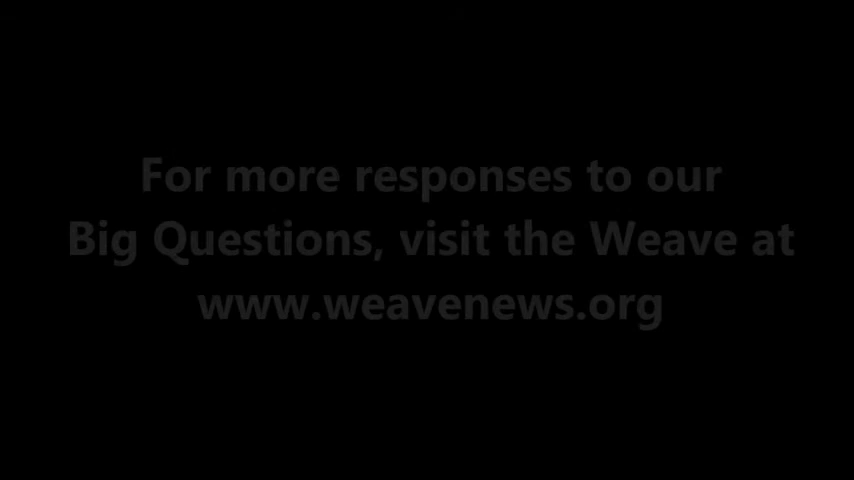 For more responses to our
Big Questions, visit the Weave at
www.weavenews.org